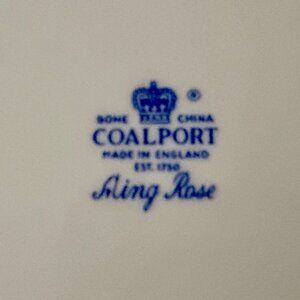 BONE CHINA
COALPORT
MADE IN ENGLAND
EST. 1750
Ming Rose